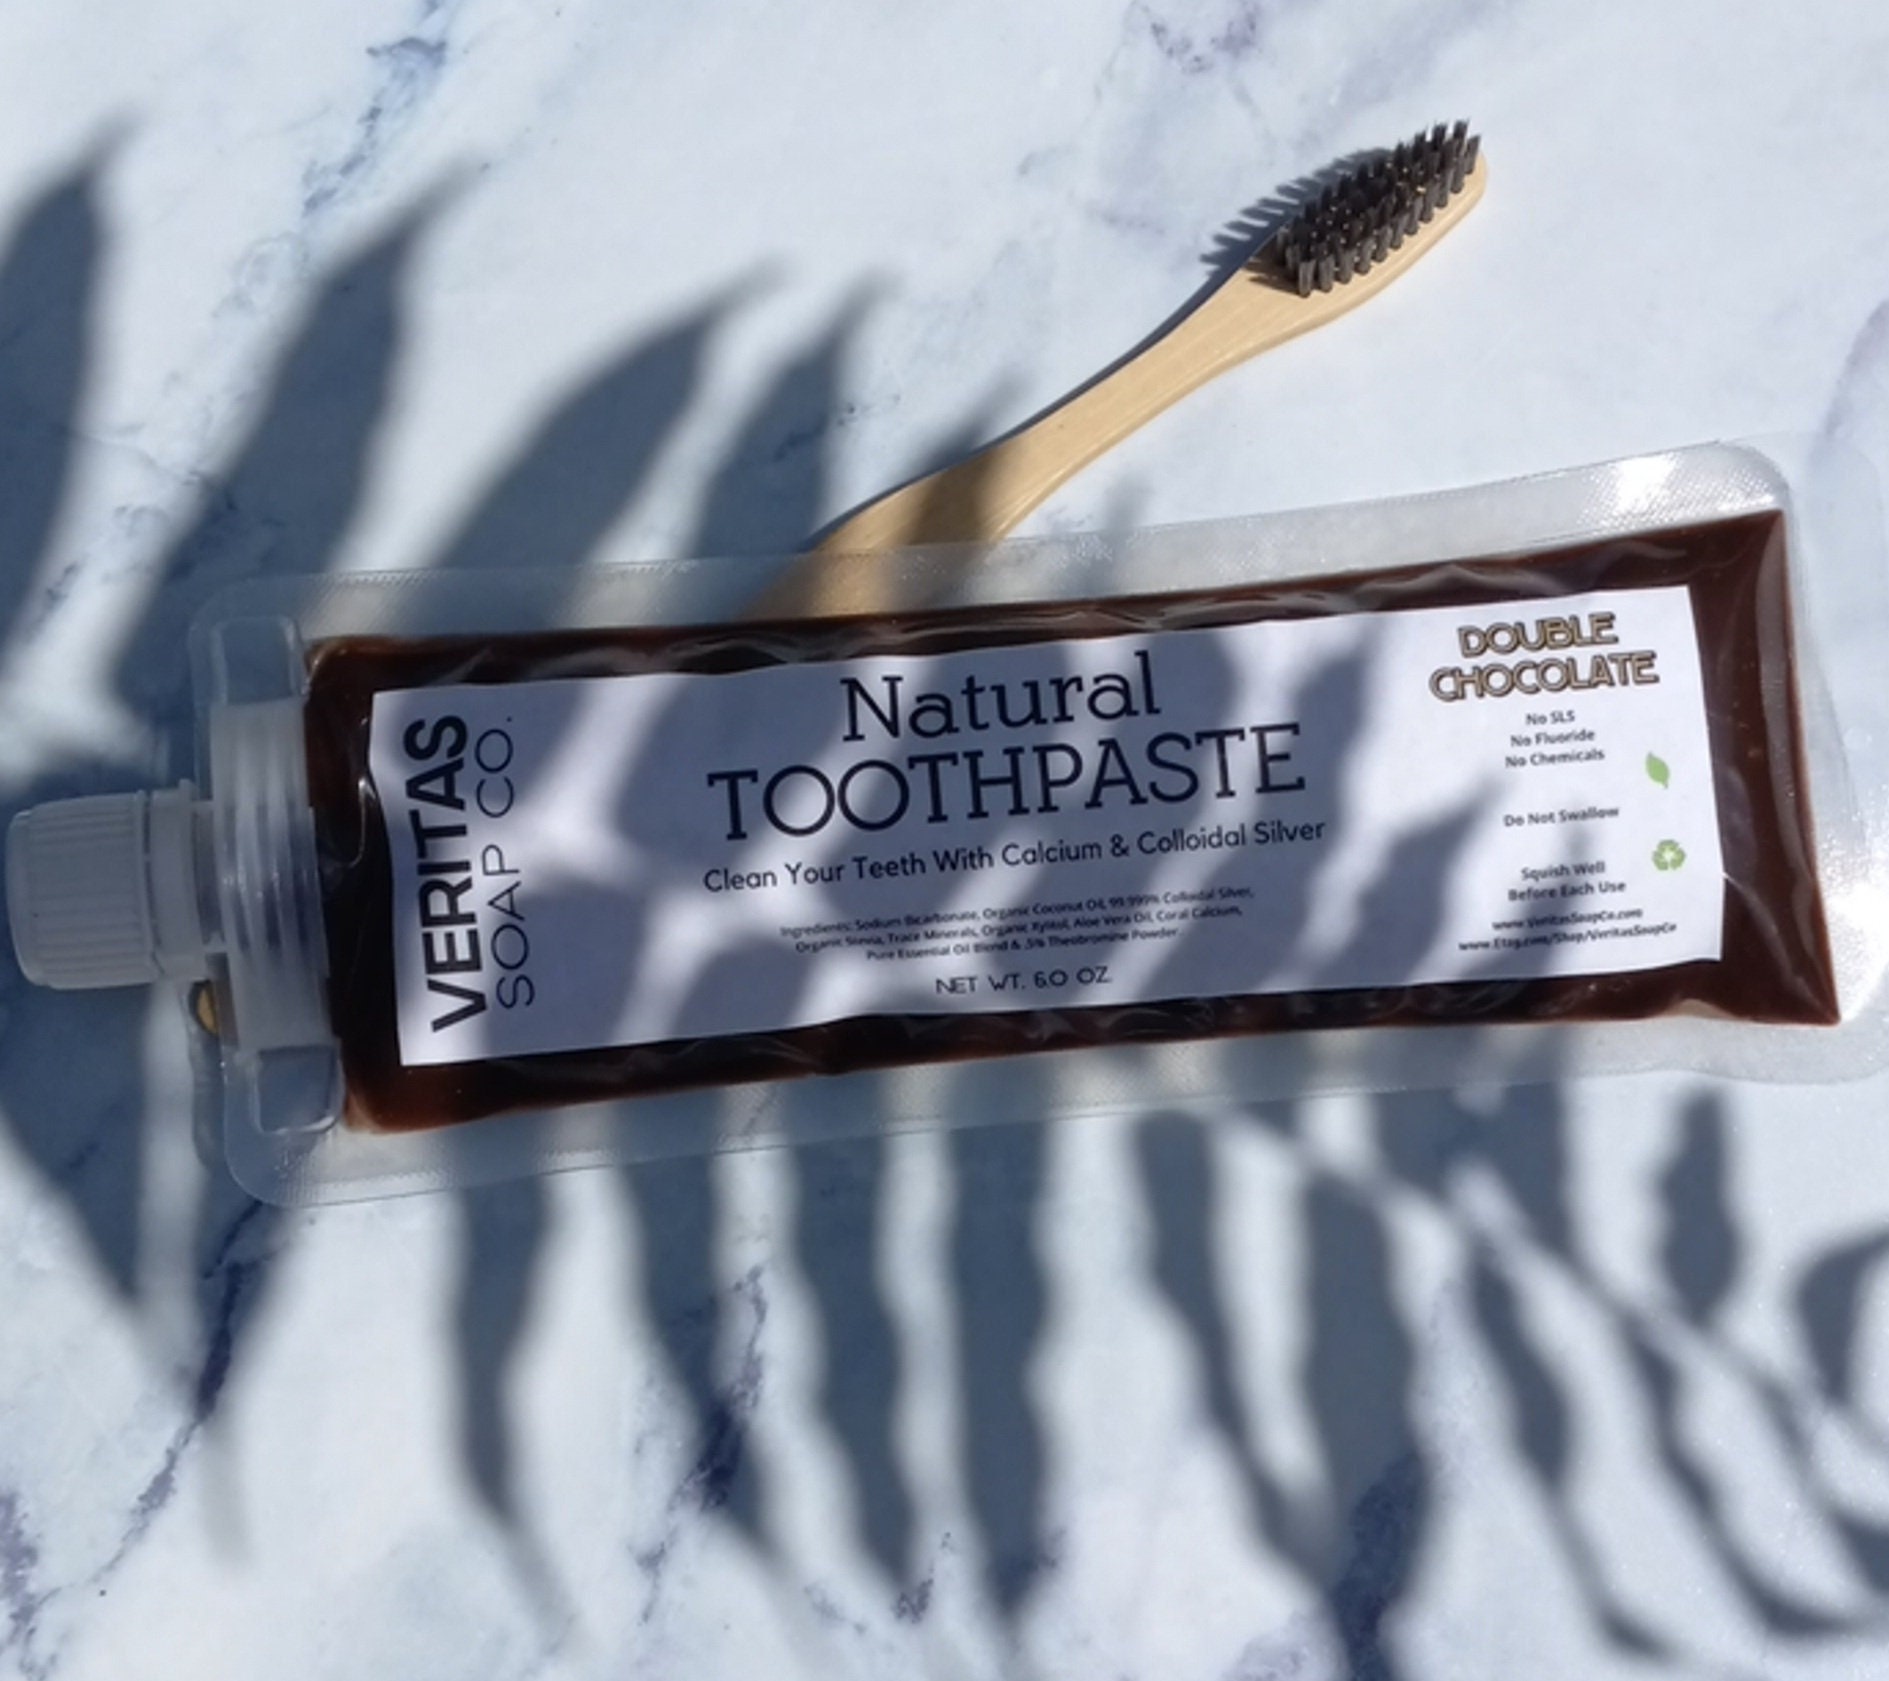 VERITAS
SOAP CO.
Natural
TOOTHPASTE
Clean Your Teeth With Calcium & Colloidal Silver
Ingredients: Sodium Bicarbonate, Organic Coconut Oil, 99.999% Colloidal Silver,
Organic Stevia, Trace Minerals, Organic Xylitol, Aloe Vera Oil, Coral Calcium,
Pure Essential Oil Blend & .5% Theobromine Powder
NET WT. 6.0 OZ.
DOUBLE
CHOCOLATE
No SLS
No Fluoride
No Chemicals
Do Not Swallow
Squish Well
Before Each Use
www.VeritasSoapCo.com
www.Etsy.com/Shop/VeritasSoapCo